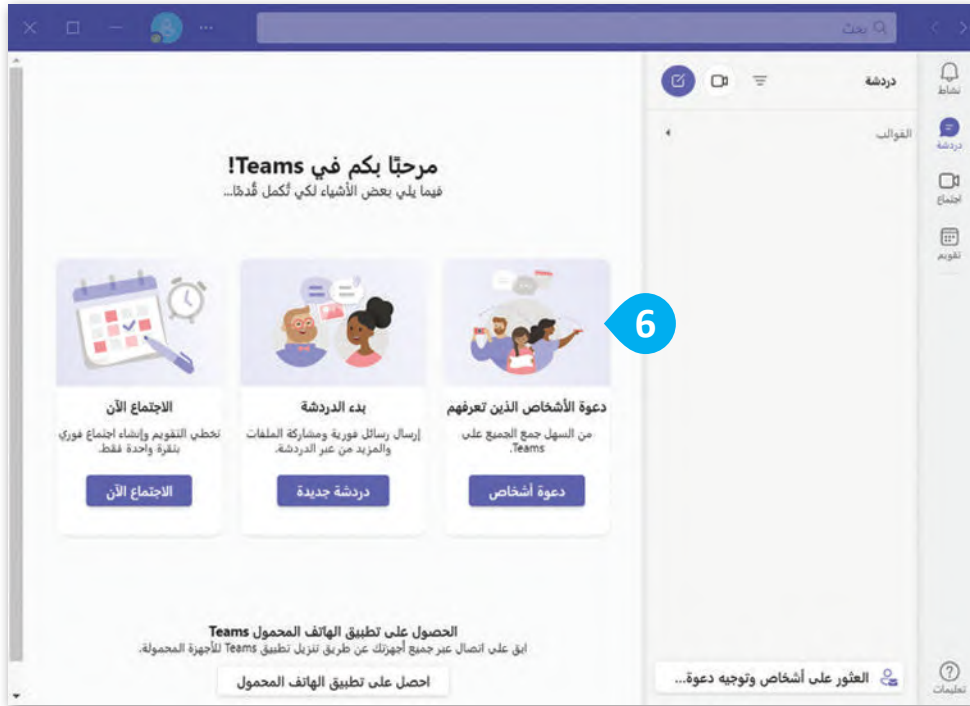 بحث
نشاط
دردشة
اجتماع
تقويم
تعليمات
دردشة
القوالب
العثور على أشخاص وتوجيه دعوة...
مرحبًا بكم في Teams!
فيما يلي بعض الأشياء لكي تُكمل قُدمًا...
6
دعوة الأشخاص الذين تعرفهم
من السهل جمع الجميع على
Teams.
دعوة أشخاص
بدء الدردشة
إرسال رسائل فورية ومشاركة الملفات
والمزيد من عبر الدردشة.
دردشة جديدة
الاجتماع الآن
تخطي التقويم وإنشاء اجتماع فوري
بنقرة واحدة فقط.
الاجتماع الآن
الحصول على تطبيق الهاتف المحمول Teams
ابق على اتصال عبر جميع أجهزتك عن طريق تنزيل تطبيق Teams للأجهزة المحمولة.
احصل على تطبيق الهاتف المحمول